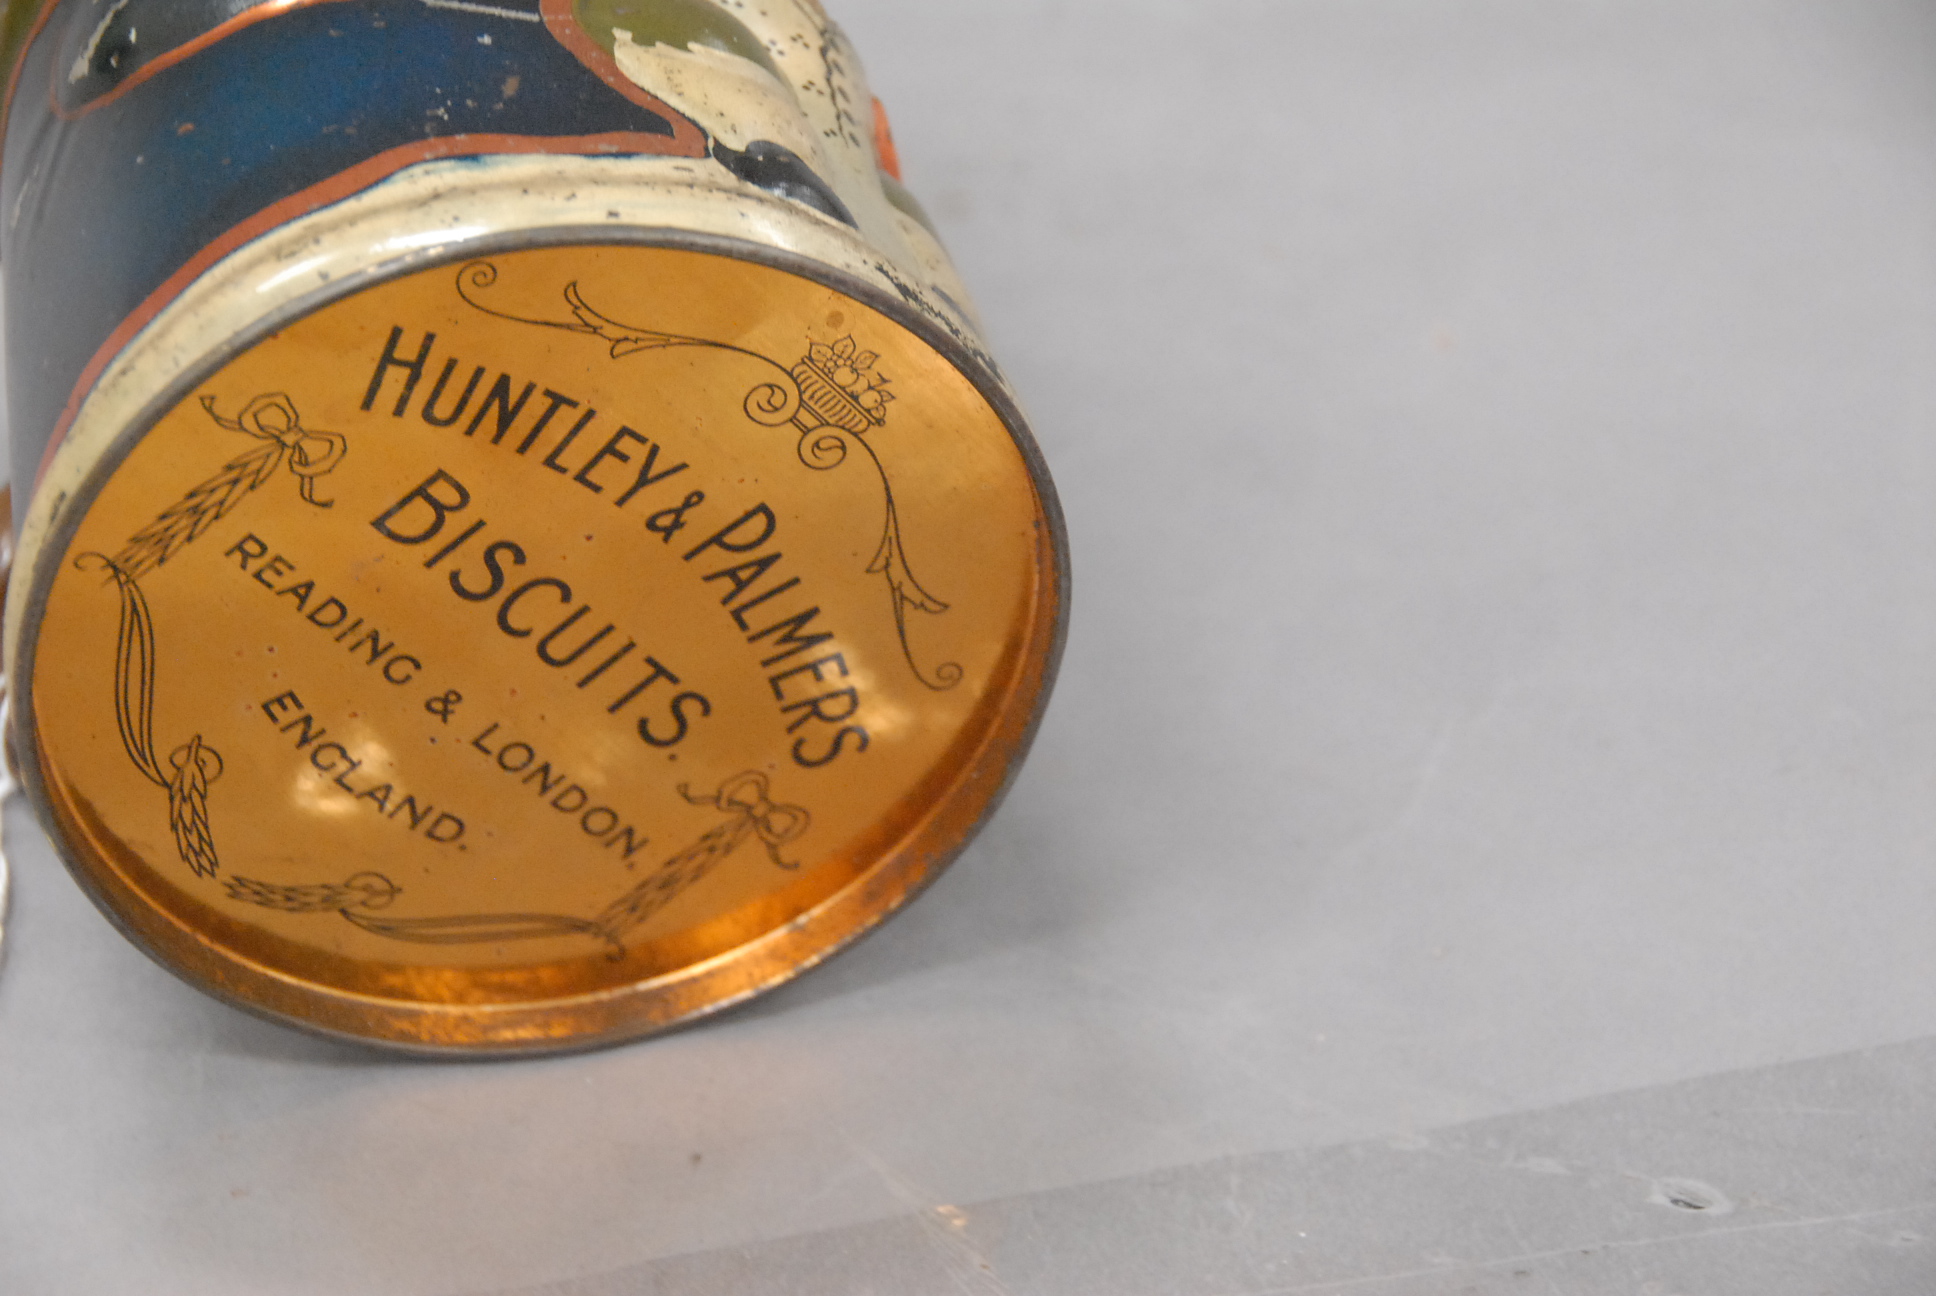 HUNTLEY & PALMERS
BISCUITS.
READING & LONDON.
ENGLAND.